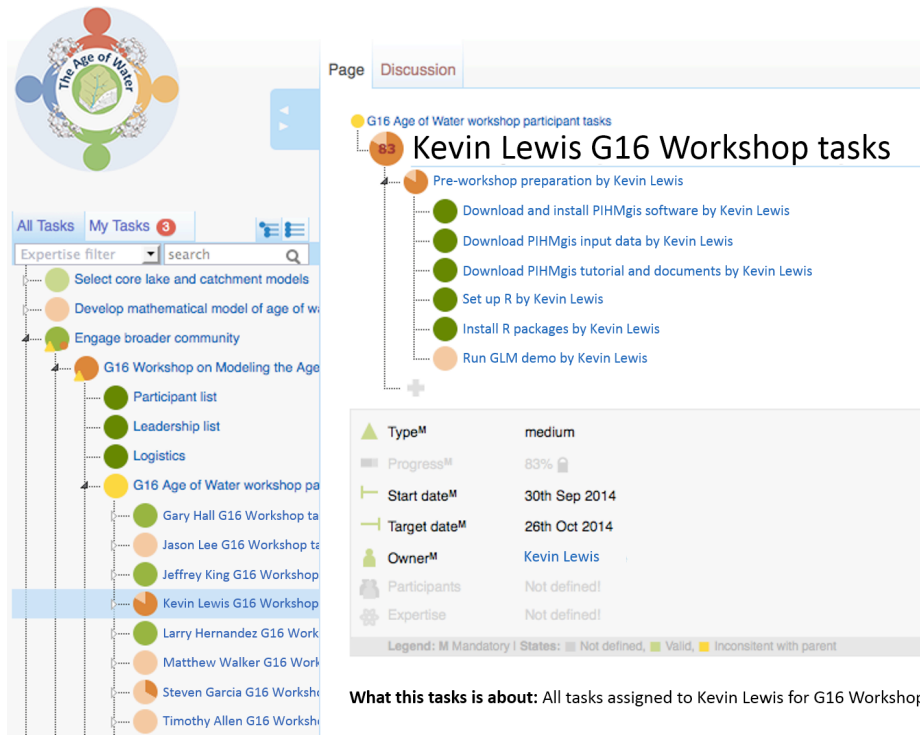 The Age of Water
Page Discussion
G16 Age of Water workshop participant tasks
83 Kevin Lewis G16 Workshop tasks
Pre-workshop preparation by Kevin Lewis
Download and install PIHMgis software by Kevin Lewis
Download PIHMgis input data by Kevin Lewis
Download PIHMgis tutorial and documents by Kevin Lewis
Set up R by Kevin Lewis
Install R packages by Kevin Lewis
Run GLM demo by Kevin Lewis
All Tasks My Tasks 3
Expertise filter search
Select core lake and catchment models
Develop mathematical model of age of wa
Engage broader community
G16 Workshop on Modeling the Age
Participant list
Leadership list
Logistics
G16 Age of Water workshop pa
Gary Hall G16 Workshop ta
Jason Lee G16 Workshop ta
Jeffrey King G16 Workshop
Kevin Lewis G16 Workshop
Larry Hernandez G16 Work
Matthew Walker G16 Work
Steven Garcia G16 Worksho
Timothy Allen G16 Worksho
Typeᴹ medium
Progressᴹ 83%
Start dateᴹ 30th Sep 2014
Target dateᴹ 26th Oct 2014
Ownerᴹ Kevin Lewis
Participants Not defined!
Expertise Not defined!
Legend: M Mandatory | States: Not defined, Valid, Inconsitent with parent
What this tasks is about: All tasks assigned to Kevin Lewis for G16 Workshop